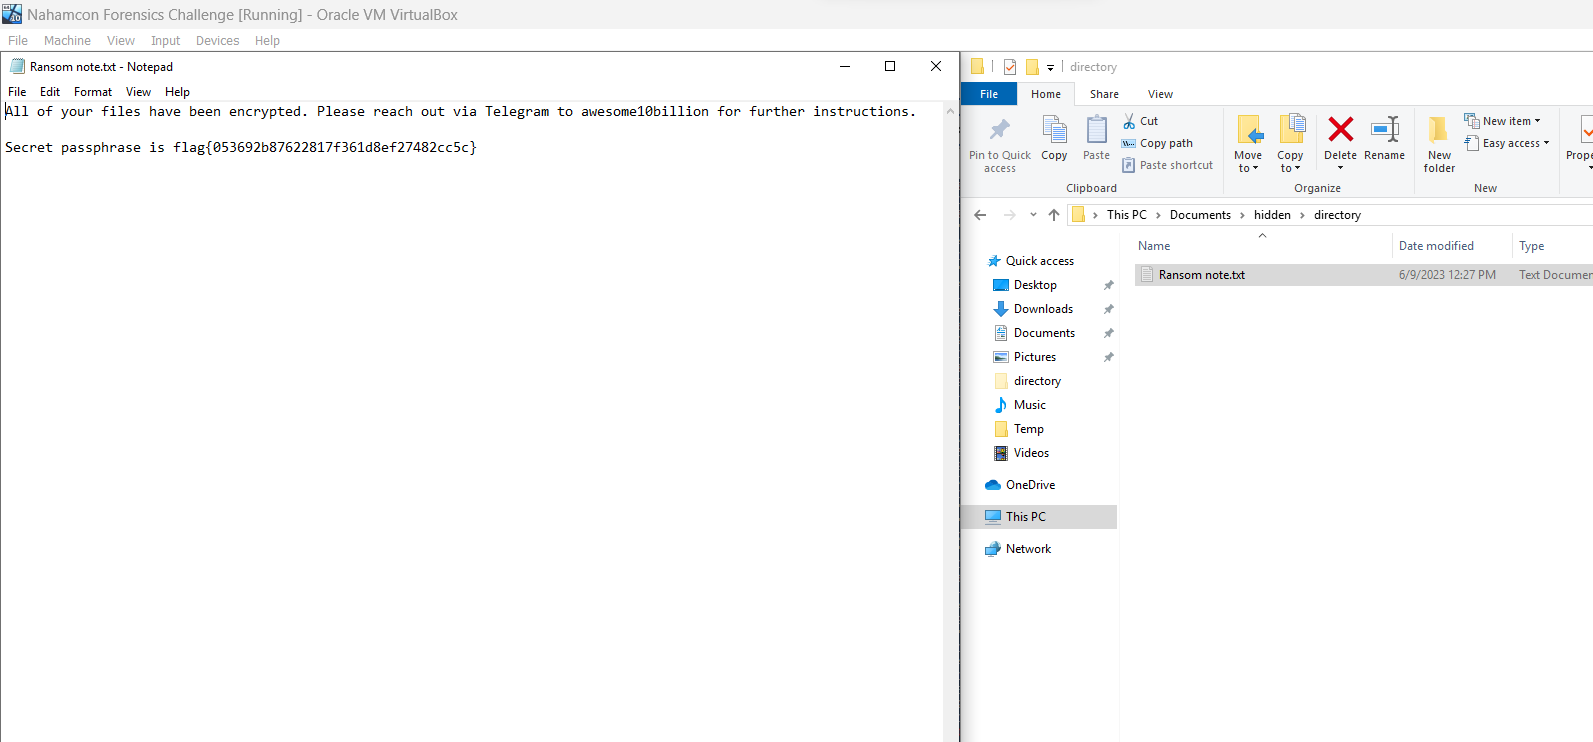 Nahamcon Forensics Challenge [Running] - Oracle VM VirtualBox
File Machine View Input Devices Help
Ransom note.txt - Notepad
File Edit Format View Help
All of your files have been encrypted. Please reach out via Telegram to awesome10billion for further instructions.
Secret passphrase is flag{053692b87622817f361d8ef27482cc5c}
directory
File Home Share View
Pin to Quick access
Copy
Paste
Cut
Copy path
Paste shortcut
Clipboard
Move to
Copy to
Delete
Rename
Organize
New folder
New item
Easy access
New
Prope
This PC > Documents > hidden > directory
Name Date modified Type
Ransom note.txt 6/9/2023 12:27 PM Text Documen
Quick access
Desktop
Downloads
Documents
Pictures
directory
Music
Temp
Videos
OneDrive
This PC
Network